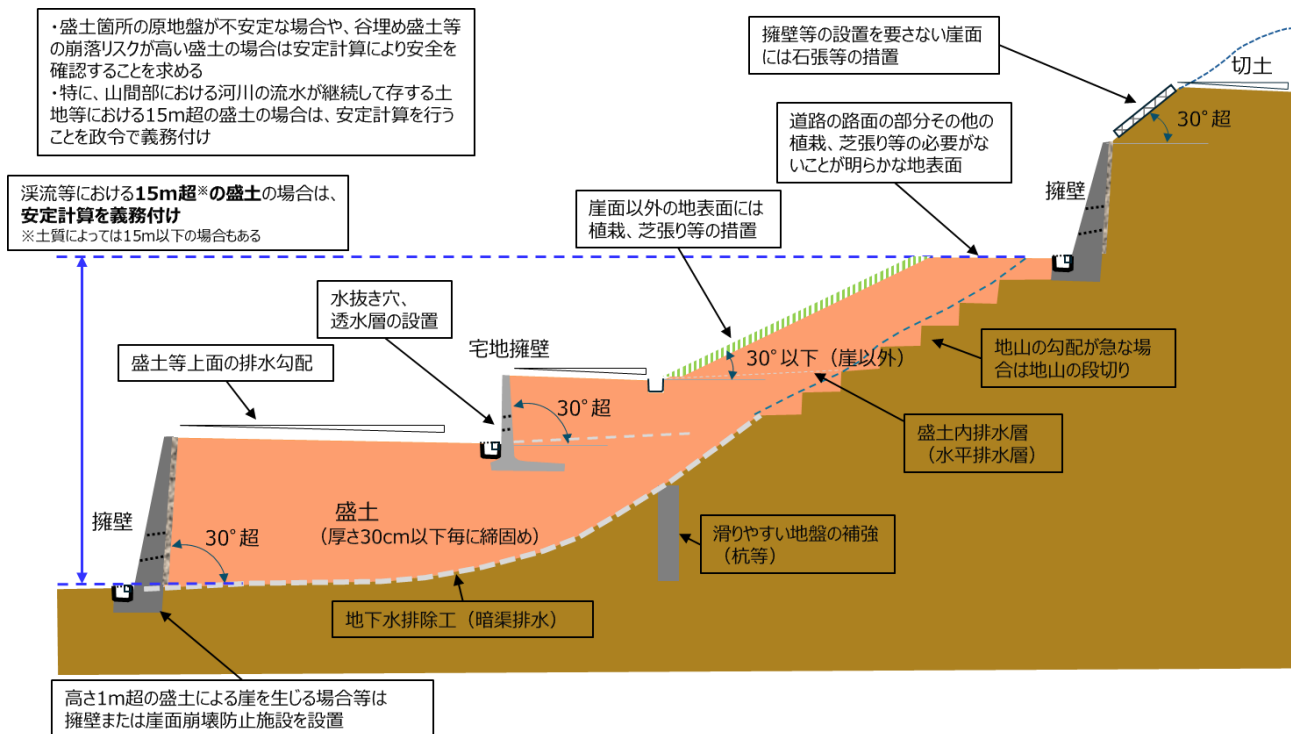 ・盛土箇所の原地盤が不安定な場合や、谷埋め盛土等
の崩落リスクが高い盛土の場合は安定計算により安全を
確認することを求める
・特に、山間部における河川の流水が継続して存する土
地等における15m超の盛土の場合は、安定計算を行う
ことを政令で義務付け
擁壁等の設置を要さない崖面
には石張等の措置
切土
30°超
道路の路面の部分その他の
植栽、芝張り等の必要が
ないことが明らかな地表面
擁壁
渓流等における15m超※の盛土の場合は、
安定計算を義務付け
※土質によっては15m以下の場合もある
崖面以外の地表面には
植栽、芝張り等の措置
水抜き穴、
透水層の設置
宅地擁壁
盛土等上面の排水勾配
30°以下（崖以外）
地山の勾配が急な場
合は地山の段切り
30°超
盛土内排水層
（水平排水層）
擁壁
30°超
盛土
（厚さ30cm以下毎に締固め）
滑りやすい地盤の補強
（杭等）
地下水排除工（暗渠排水）
高さ1m超の盛土による崖を生じる場合等は
擁壁または崖面崩壊防止施設を設置